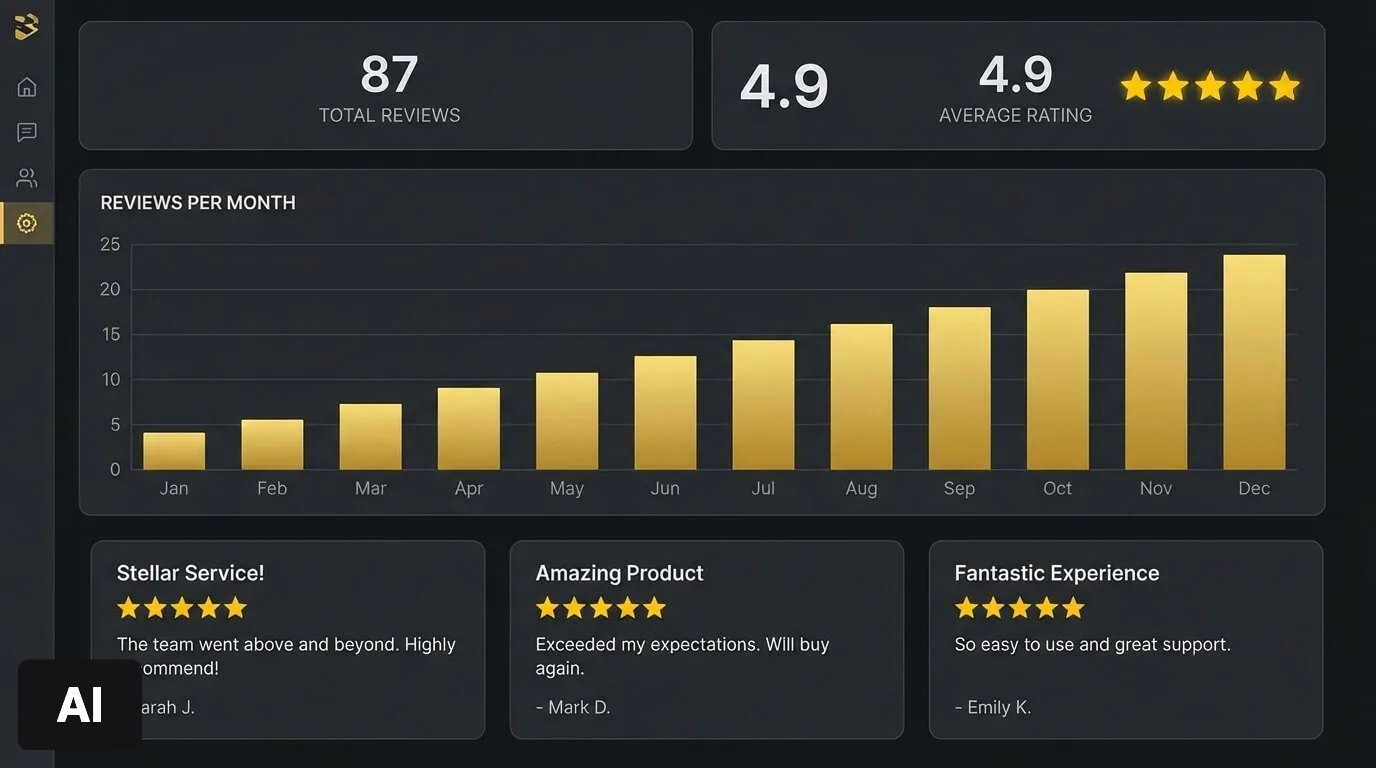 87
TOTAL REVIEWS
4.9
4.9
AVERAGE RATING
REVIEWS PER MONTH
25
20
15
10
5
0
Jan Feb Mar Apr May Jun Jul Aug Sep Oct Nov Dec
Stellar Service!
The team went above and beyond. Highly
ommend!
arah J.
Amazing Product
Exceeded my expectations. Will buy
again.
- Mark D.
Fantastic Experience
So easy to use and great support.
- Emily K.
AI